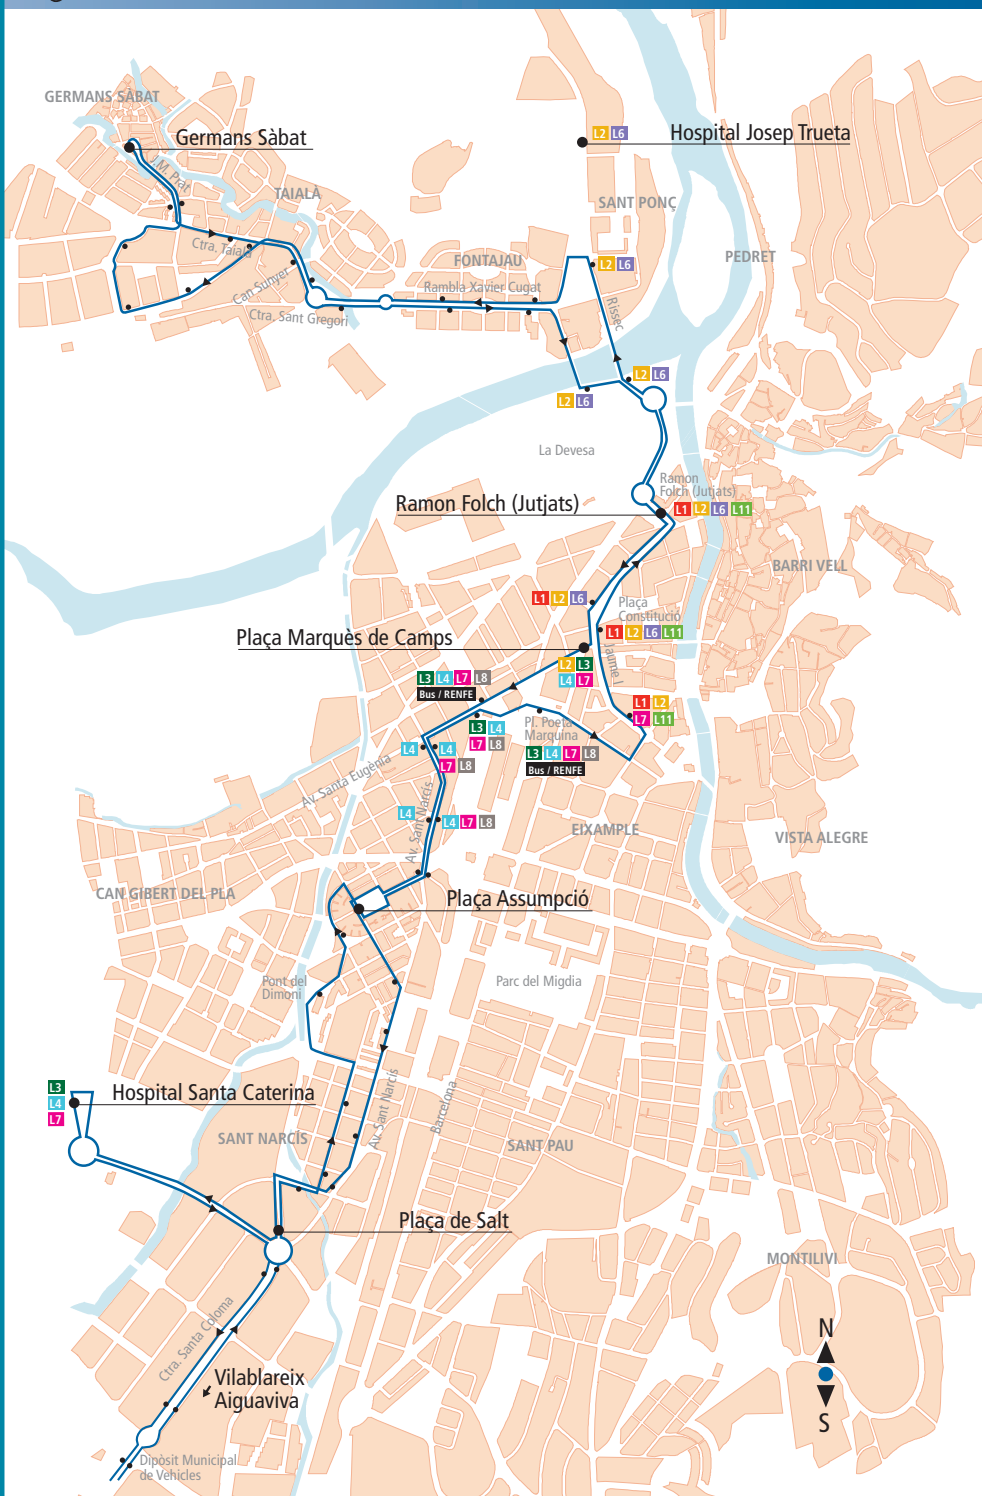 GERMANS SÀBAT
Germans Sàbat
L2 L6
Hospital Josep Trueta
J.M. Prat
TAIALÀ
SANT PONÇ
Ctra. Taialà
FONTAJAU
L2 L6
PEDRET
Can Sunyer
Rambla Xavier Cugat
Rissec
Ctra. Sant Gregori
L2 L6
L2 L6
La Devesa
Ramon
Folch (Jutjats)
Ramon Folch (Jutjats)
L1 L2 L6 L11
BARRI VELL
L1 L2 L6
Plaça
Constitució
L1 L2 L6 L11
Plaça Marquès de Camps
Jaume I
L2 L3
L4 L7
L3 L4 L7 L8
Bus / RENFE
L1 L2
L7 L11
L3 L4
L7 L8
Pl. Poeta
Marquina
L3 L4 L7 L8
Bus / RENFE
L4
L4
L7 L8
Av. Santa Eugènia
Av. Sant Narcís
L4
L4 L7 L8
EIXAMPLE
VISTA ALEGRE
CAN GIBERT DEL PLA
Plaça Assumpció
Pont del
Dimoni
Parc del Migdia
L3
L4
L7
Hospital Santa Caterina
Av. Sant Narcís
Barcelona
SANT NARCÍS
SANT PAU
Plaça de Salt
MONTILIVI
Ctra. Santa Coloma
N
S
Vilablareix
Aiguaviva
Dipòsit Municipal
de Vehicles